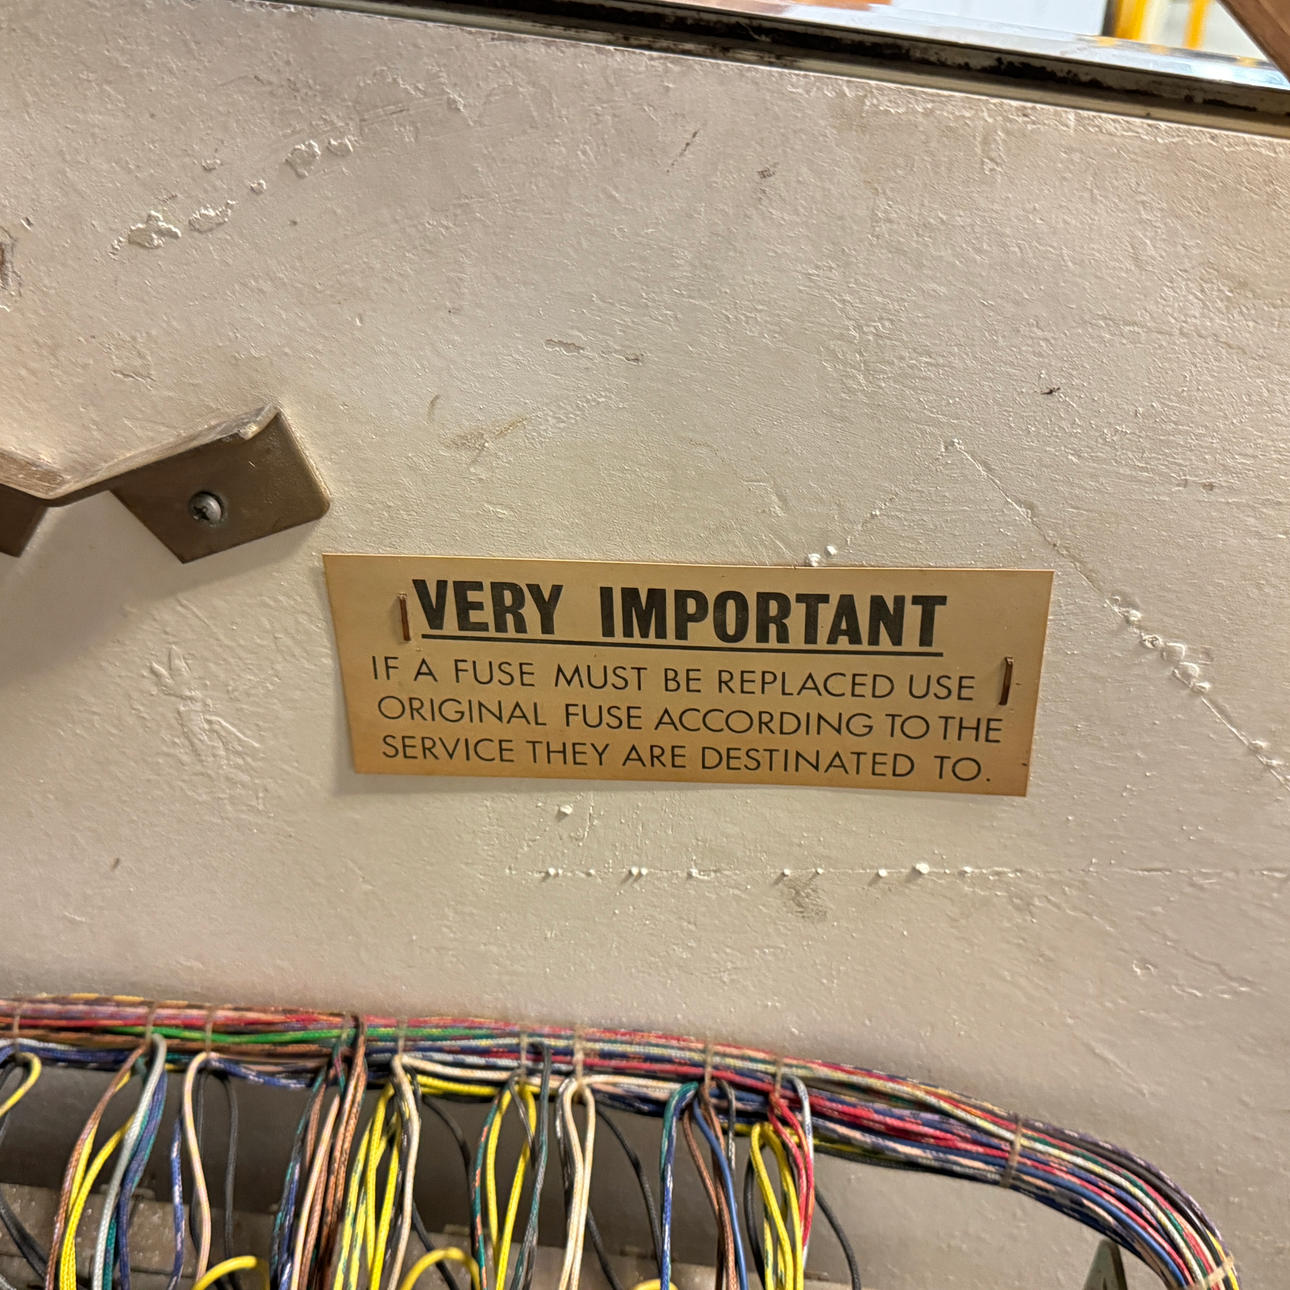 VERY IMPORTANT
IF A FUSE MUST BE REPLACED USE
ORIGINAL FUSE ACCORDING TO THE
SERVICE THEY ARE DESTINATED TO.